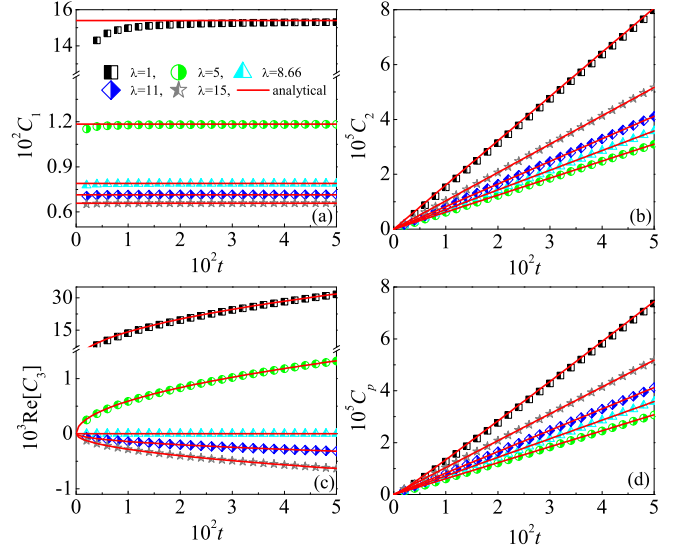 16
14
1.2
0.9
0.6
10²C₁
λ=1, λ=5, λ=8.66
λ=11, λ=15, analytical
(a)
0 1 2 3 4 5
10²t
8
6
4
2
0
10⁵C₂
(b)
0 1 2 3 4 5
10²t
30
15
1
0
-1
10³Re[C₃]
(c)
0 1 2 3 4 5
10²t
8
6
4
2
0
10⁵Cₚ
(d)
0 1 2 3 4 5
10²t